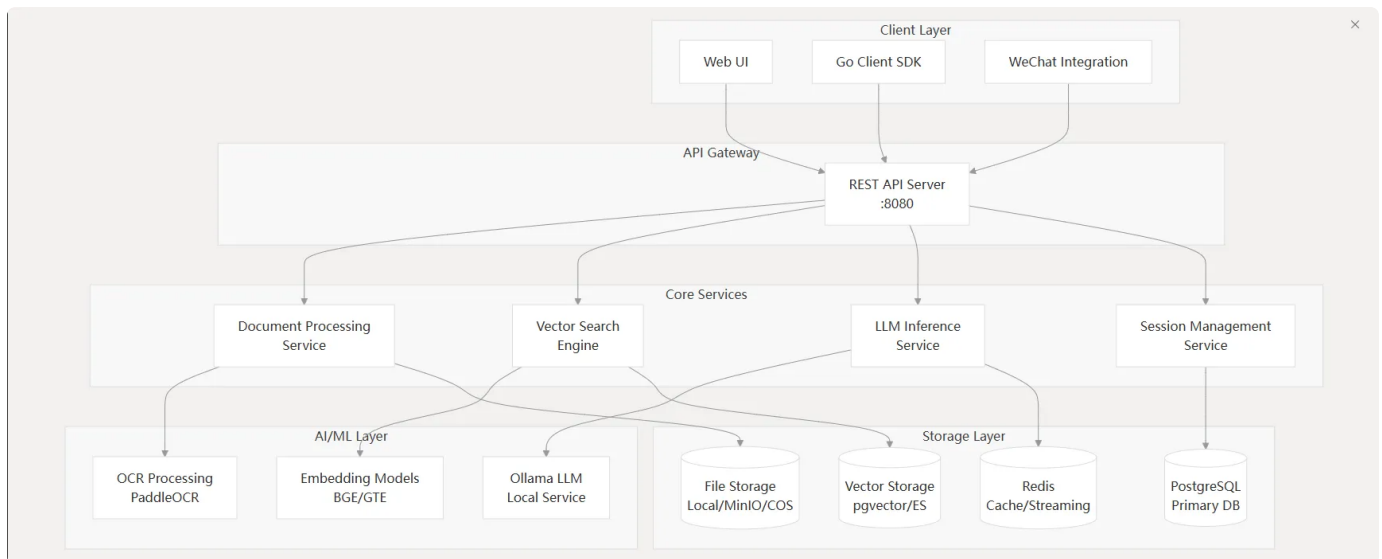 Client Layer
Web UI
Go Client SDK
WeChat Integration
API Gateway
REST API Server
:8080
Core Services
Document Processing
Service
Vector Search
Engine
LLM Inference
Service
Session Management
Service
AI/ML Layer
OCR Processing
PaddleOCR
Embedding Models
BGE/GTE
Ollama LLM
Local Service
Storage Layer
File Storage
Local/MinIO/COS
Vector Storage
pgvector/ES
Redis
Cache/Streaming
PostgreSQL
Primary DB